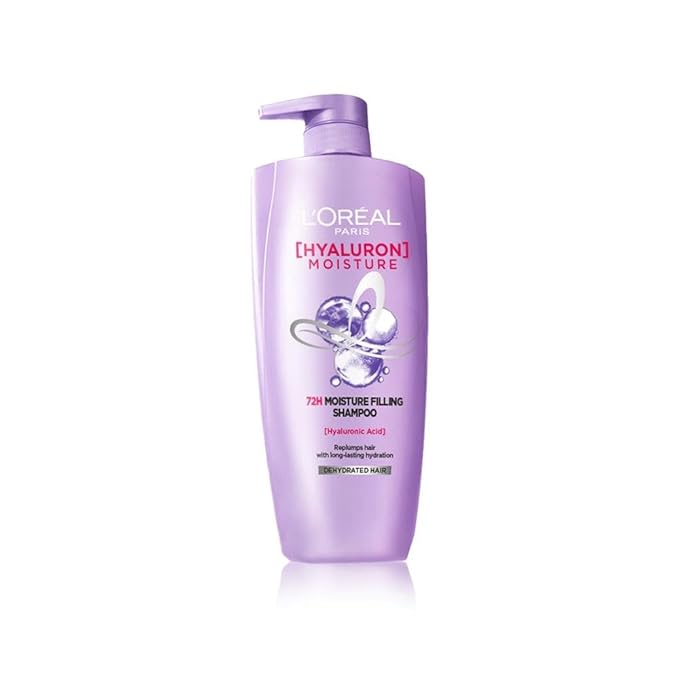 L'ORÉAL
PARIS
[HYALURON]
MOISTURE
72H MOISTURE FILLING
SHAMPOO
[Hyaluronic Acid]
Replumps hair
with long-lasting hydration
DEHYDRATED HAIR